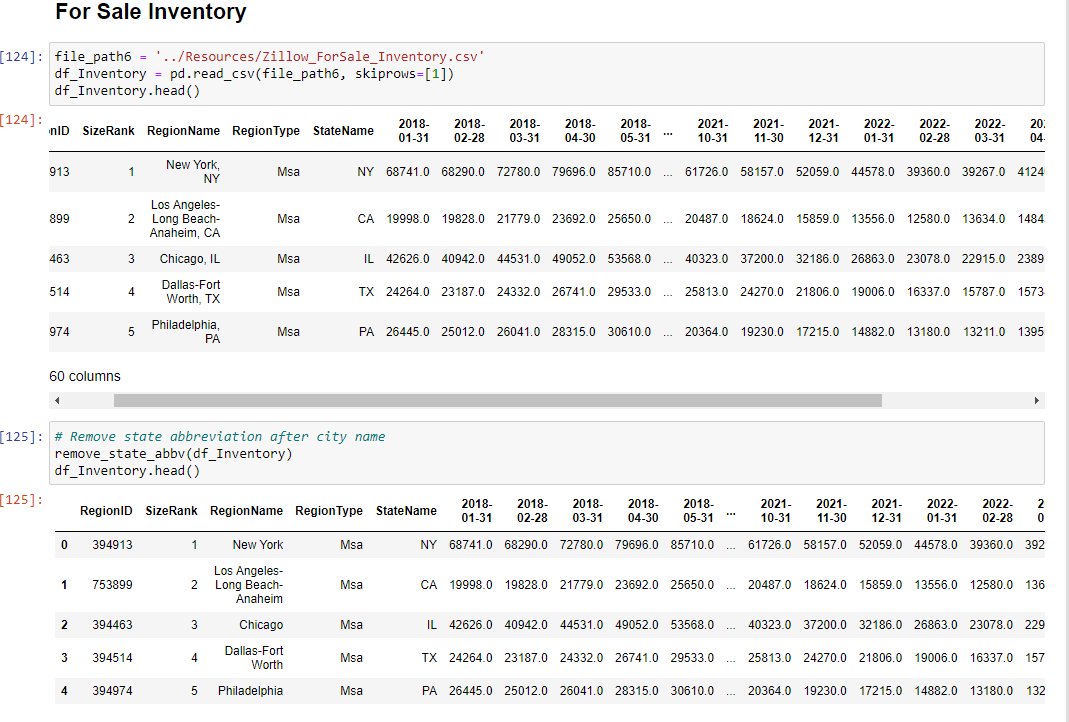 For Sale Inventory
[124]: file_path6 = '../Resources/Zillow_ForSale_Inventory.csv'
df_Inventory = pd.read_csv(file_path6, skiprows=[1])
df_Inventory.head()
[124]:
nID SizeRank RegionName RegionType StateName 2018-01-31 2018-02-28 2018-03-31 2018-04-30 2018-05-31 ... 2021-10-31 2021-11-30 2021-12-31 2022-01-31 2022-02-28 2022-03-31 202 04-
913 1 New York, NY Msa NY 68741.0 68290.0 72780.0 79696.0 85710.0 ... 61726.0 58157.0 52059.0 44578.0 39360.0 39267.0 4124
899 2 Los Angeles-Long Beach-Anaheim, CA Msa CA 19998.0 19828.0 21779.0 23692.0 25650.0 ... 20487.0 18624.0 15859.0 13556.0 12580.0 13634.0 1484
463 3 Chicago, IL Msa IL 42626.0 40942.0 44531.0 49052.0 53568.0 ... 40323.0 37200.0 32186.0 26863.0 23078.0 22915.0 2389
514 4 Dallas-Fort Worth, TX Msa TX 24264.0 23187.0 24332.0 26741.0 29533.0 ... 25813.0 24270.0 21806.0 19006.0 16337.0 15787.0 1573
974 5 Philadelphia, PA Msa PA 26445.0 25012.0 26041.0 28315.0 30610.0 ... 20364.0 19230.0 17215.0 14882.0 13180.0 13211.0 1395
60 columns
[125]: # Remove state abbreviation after city name
remove_state_abbv(df_Inventory)
df_Inventory.head()
[125]:
RegionID SizeRank RegionName RegionType StateName 2018-01-31 2018-02-28 2018-03-31 2018-04-30 2018-05-31 ... 2021-10-31 2021-11-30 2021-12-31 2022-01-31 2022-02-28 2 0
0 394913 1 New York Msa NY 68741.0 68290.0 72780.0 79696.0 85710.0 ... 61726.0 58157.0 52059.0 44578.0 39360.0 392
1 753899 2 Los Angeles-Long Beach-Anaheim Msa CA 19998.0 19828.0 21779.0 23692.0 25650.0 ... 20487.0 18624.0 15859.0 13556.0 12580.0 136
2 394463 3 Chicago Msa IL 42626.0 40942.0 44531.0 49052.0 53568.0 ... 40323.0 37200.0 32186.0 26863.0 23078.0 229
3 394514 4 Dallas-Fort Worth Msa TX 24264.0 23187.0 24332.0 26741.0 29533.0 ... 25813.0 24270.0 21806.0 19006.0 16337.0 157
4 394974 5 Philadelphia Msa PA 26445.0 25012.0 26041.0 28315.0 30610.0 ... 20364.0 19230.0 17215.0 14882.0 13180.0 132